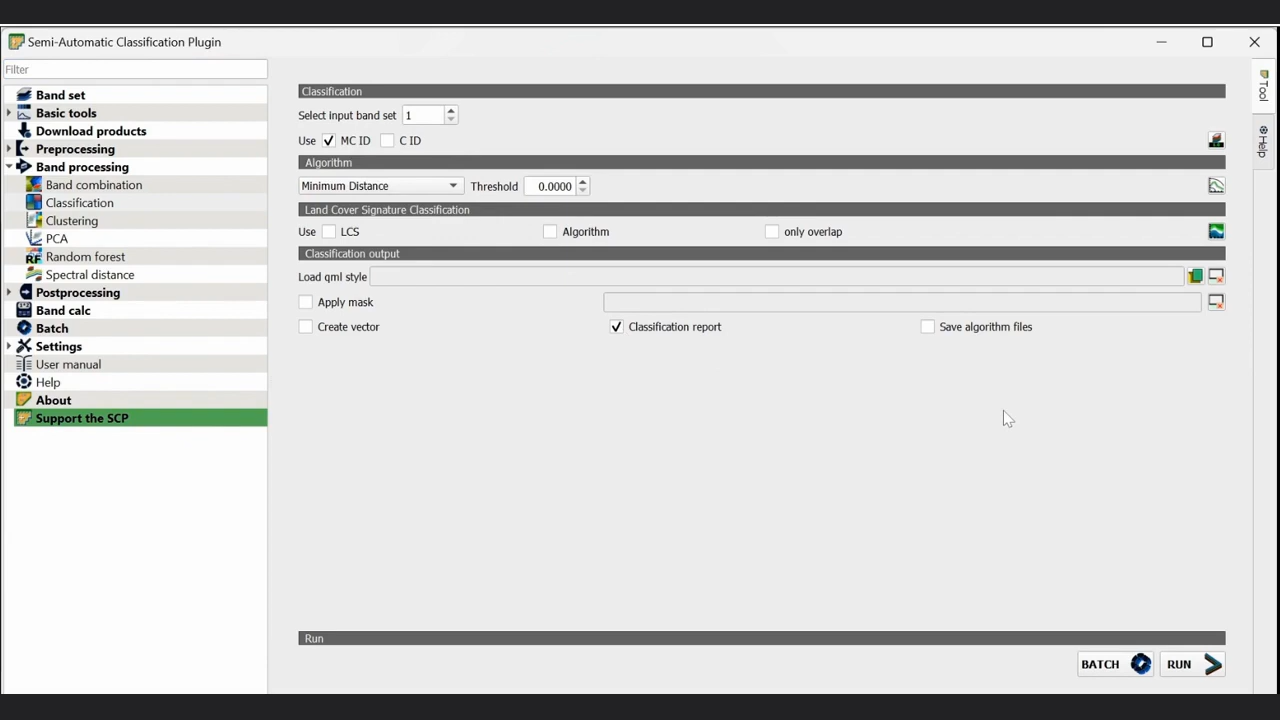 Semi-Automatic Classification Plugin
Filter
Band set
Basic tools
Download products
Preprocessing
Band processing
Band combination
Classification
Clustering
PCA
RF Random forest
Spectral distance
Postprocessing
Band calc
Batch
Settings
User manual
Help
About
Support the SCP
Classification
Select input band set 1
Use MC ID C ID
Algorithm
Minimum Distance Threshold 0.0000
Land Cover Signature Classification
Use LCS Algorithm only overlap
Classification output
Load qml style
Apply mask
Create vector Classification report Save algorithm files
Run
BATCH RUN
Tool
Help